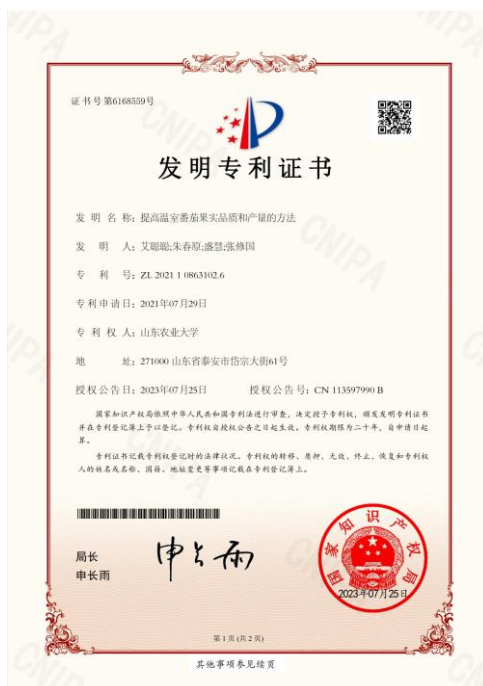 证书号第6168559号
发明专利证书
发明名称：提高温室番茄果实品质和产量的方法
发明人：艾聪聪;朱春原;盛慧;张修国
专利号：ZL 2021 1 0863102.6
专利申请日：2021年07月29日
专利权人：山东农业大学
地址：271000 山东省泰安市岱宗大街61号
授权公告日：2023年07月25日 授权公告号：CN 113597990 B
国家知识产权局依照中华人民共和国专利法进行审查，决定授予专利权，颁发发明专利证书
并在专利登记簿上予以登记。专利权自授权公告之日起生效。专利权期限为二十年，自申请日起
算。
专利证书记载专利权登记时的法律状况。专利权的转移、质押、无效、终止、恢复和专利权
人的姓名或名称、国籍、地址变更等事项记载在专利登记簿上。
局长
申长雨
申长雨
国家知识产权局
2023年07月25日
第 1 页 (共 2 页)
其他事项参见续页
CNIPA
CNIPA
CNIPA
CNIPA